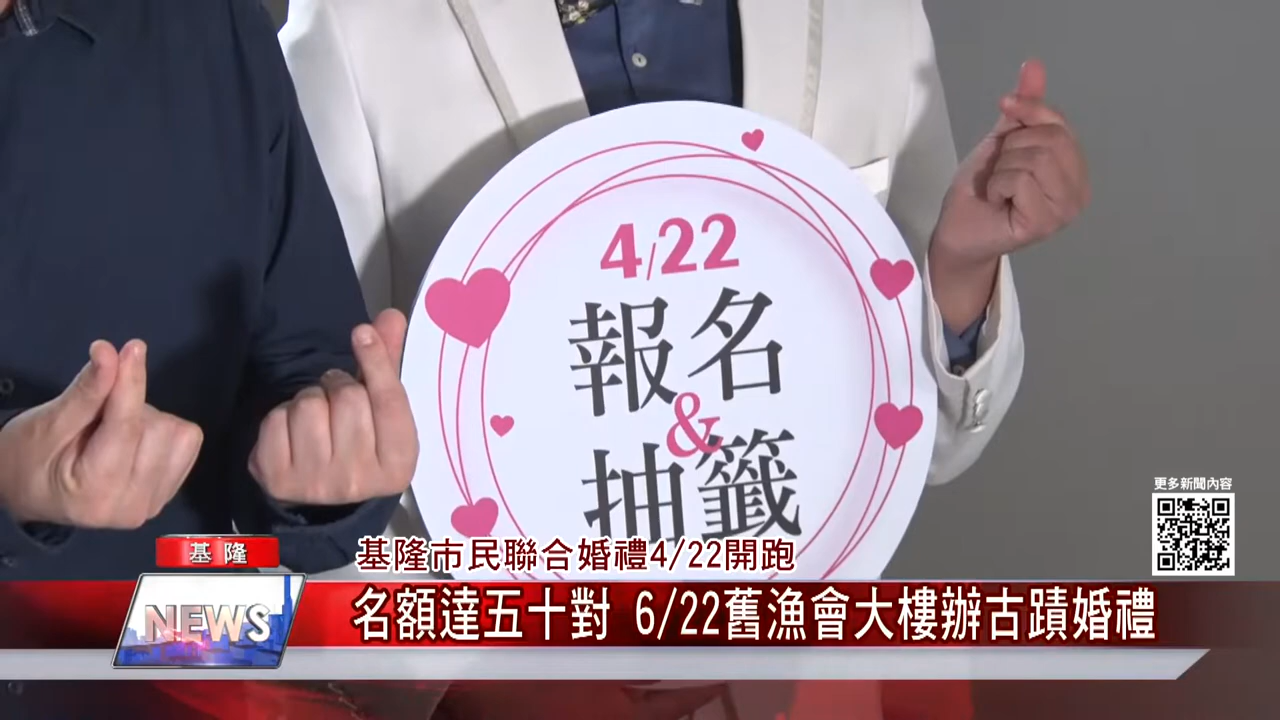 4/22
報名
&
抽籤
更多新聞內容
基隆
基隆市民聯合婚禮4/22開跑
NEWS
名額達五十對 6/22舊漁會大樓辦古蹟婚禮